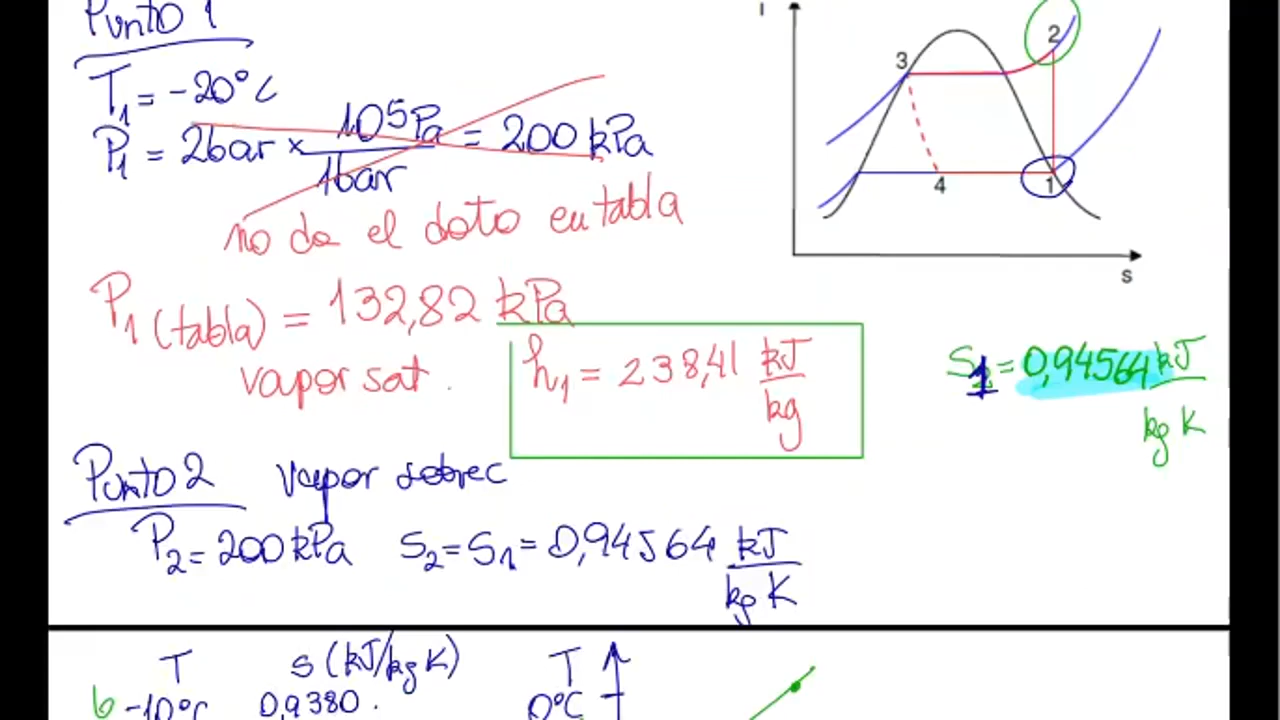 Punto 1
T1 = -20°C
P1 = 2bar × 10⁵Pa / 1bar = 200 kPa
no da el dato en tabla
P1 (tabla) = 132,82 kPa
vapor sat.
h1 = 238,41 kJ/kg
T
3
2
4
1
s
S1 = 0,94564 kJ/kg K
Punto 2 vapor sobrec
P2 = 200 kPa S2 = S1 = 0,94564 kJ/kg K
T s (kJ/kg K)
-10°C 0,9380
T
0°C